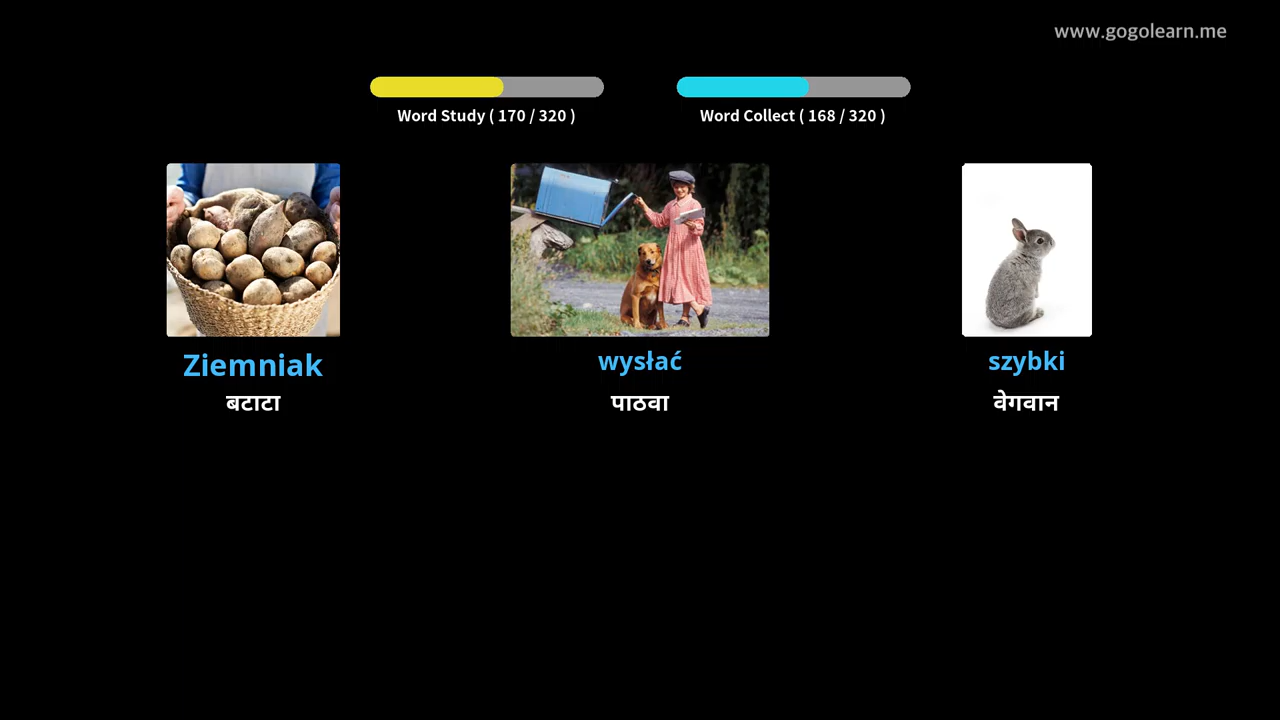 www.gogolearn.me
Word Study ( 170 / 320 )
Word Collect ( 168 / 320 )
Ziemniak
बटाटा
wysłać
पाठवा
szybki
वेगवान